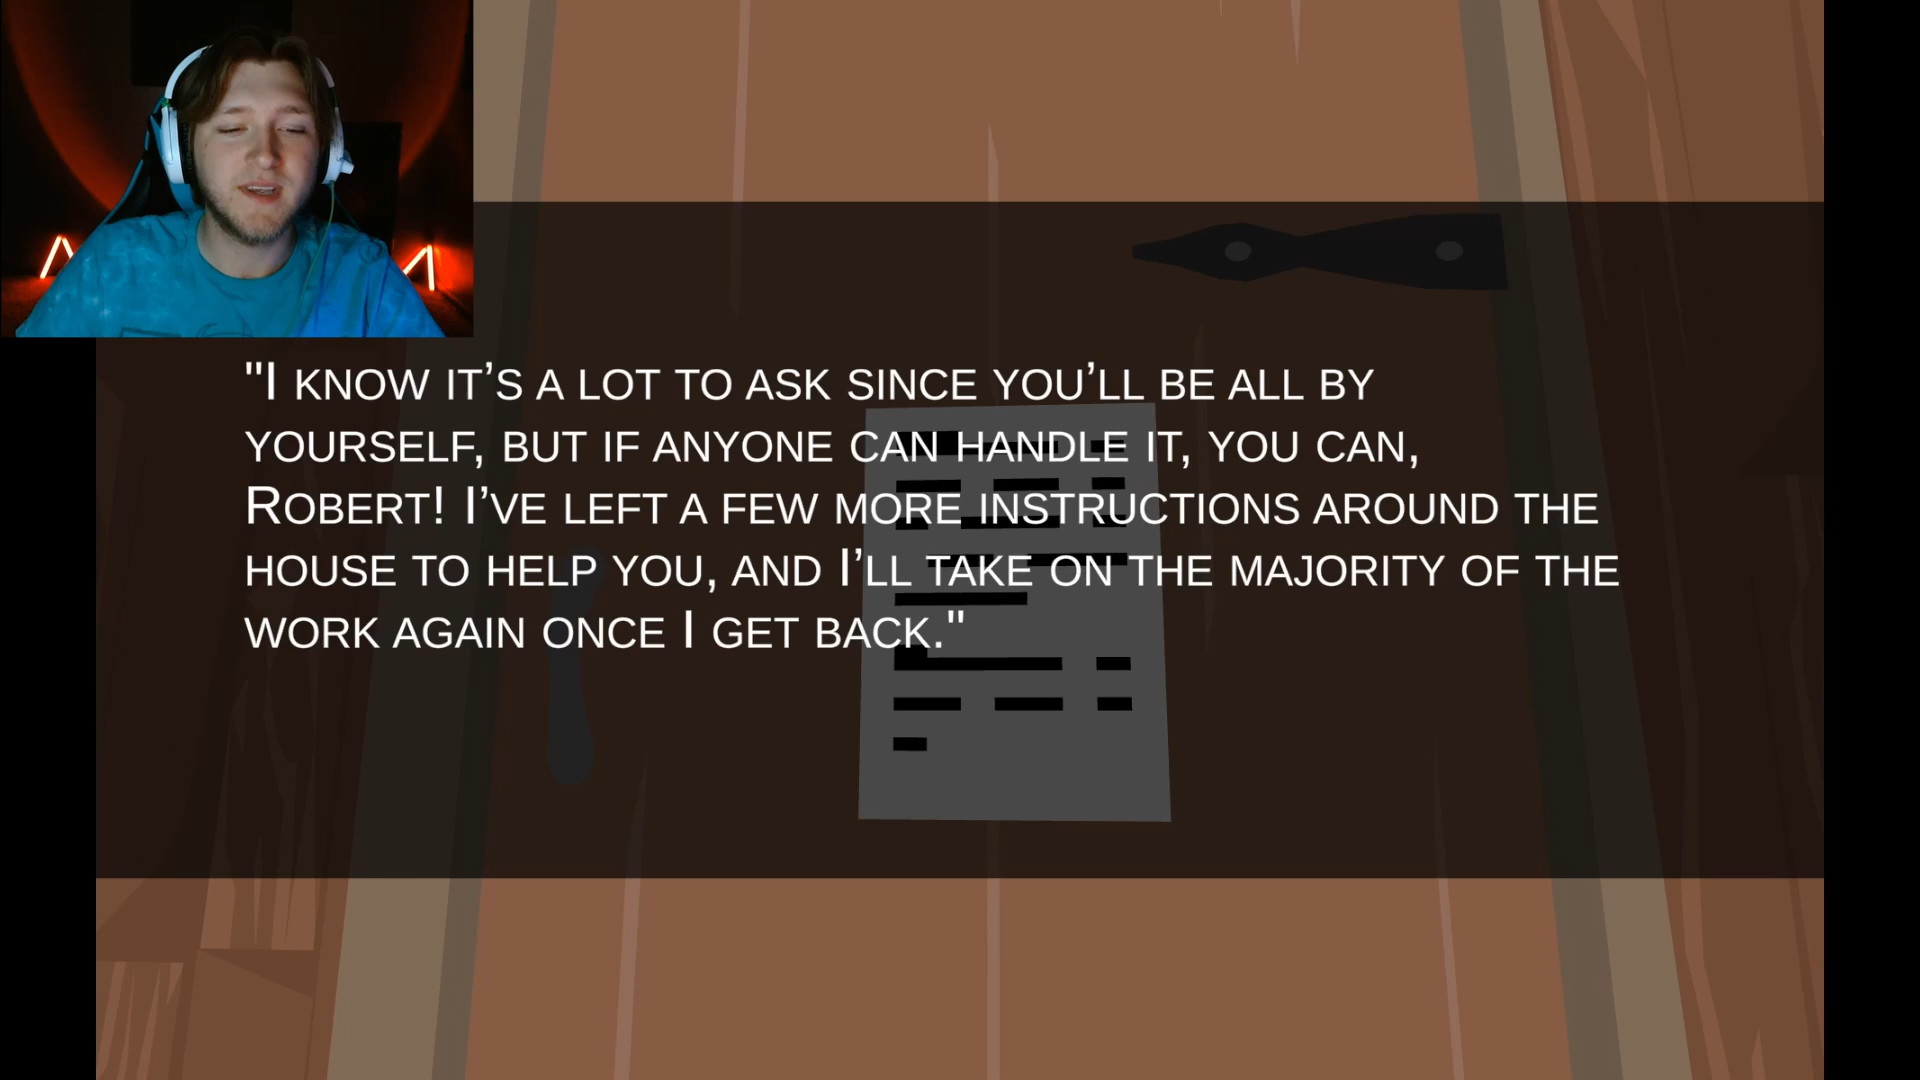 "I KNOW IT’S A LOT TO ASK SINCE YOU’LL BE ALL BY
YOURSELF, BUT IF ANYONE CAN HANDLE IT, YOU CAN,
ROBERT! I’VE LEFT A FEW MORE INSTRUCTIONS AROUND THE
HOUSE TO HELP YOU, AND I’LL TAKE ON THE MAJORITY OF THE
WORK AGAIN ONCE I GET BACK."